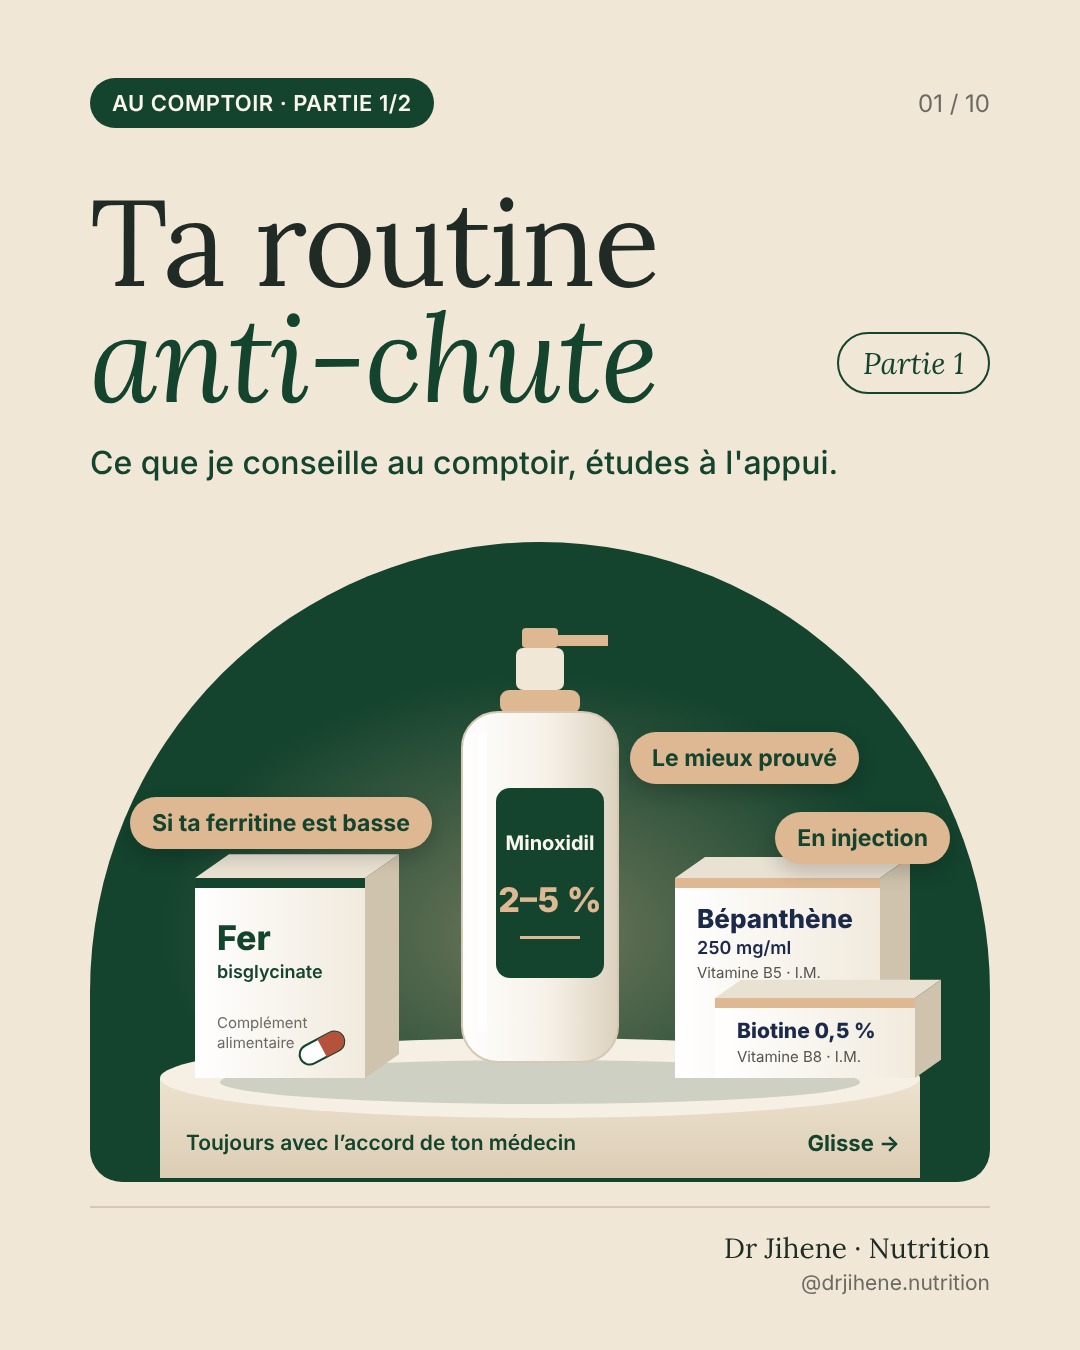 AU COMPTOIR · PARTIE 1/2
01 / 10
Ta routine
anti-chute
Partie 1
Ce que je conseille au comptoir, études à l'appui.
Le mieux prouvé
Si ta ferritine est basse
En injection
Minoxidil
2–5 %
Fer
bisglycinate
Complément
alimentaire
Bépanthène
250 mg/ml
Vitamine B5 · I.M.
Biotine 0,5 %
Vitamine B8 · I.M.
Toujours avec l’accord de ton médecin
Glisse →
Dr Jihene · Nutrition
@drjihene.nutrition